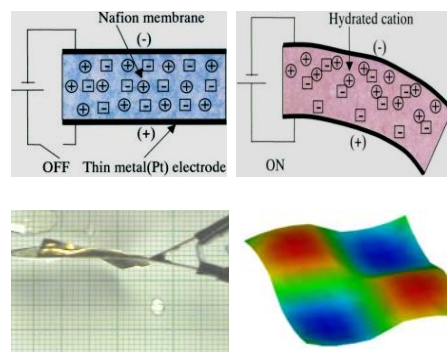 Nafion membrane
(-)
(+)
OFF
Thin metal(Pt) electrode
Hydrated cation
(-)
(+)
ON